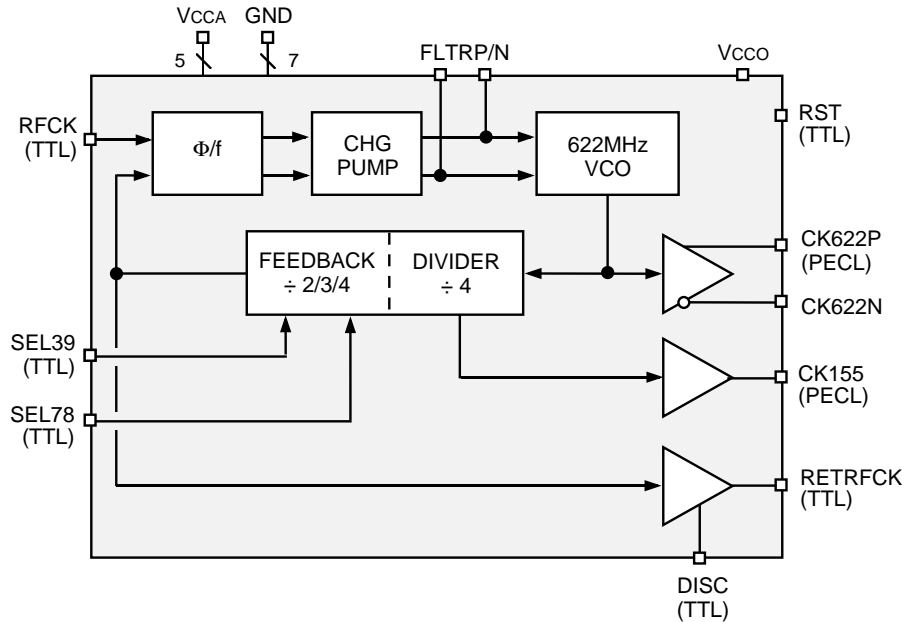 VCCA
GND
5
7
FLTRP/N
VCCO
RFCK
(TTL)
Φ/f
CHG
PUMP
622MHz
VCO
RST
(TTL)
FEEDBACK
÷ 2/3/4
DIVIDER
÷ 4
CK622P
(PECL)
CK622N
SEL39
(TTL)
CK155
(PECL)
SEL78
(TTL)
RETRFCK
(TTL)
DISC
(TTL)